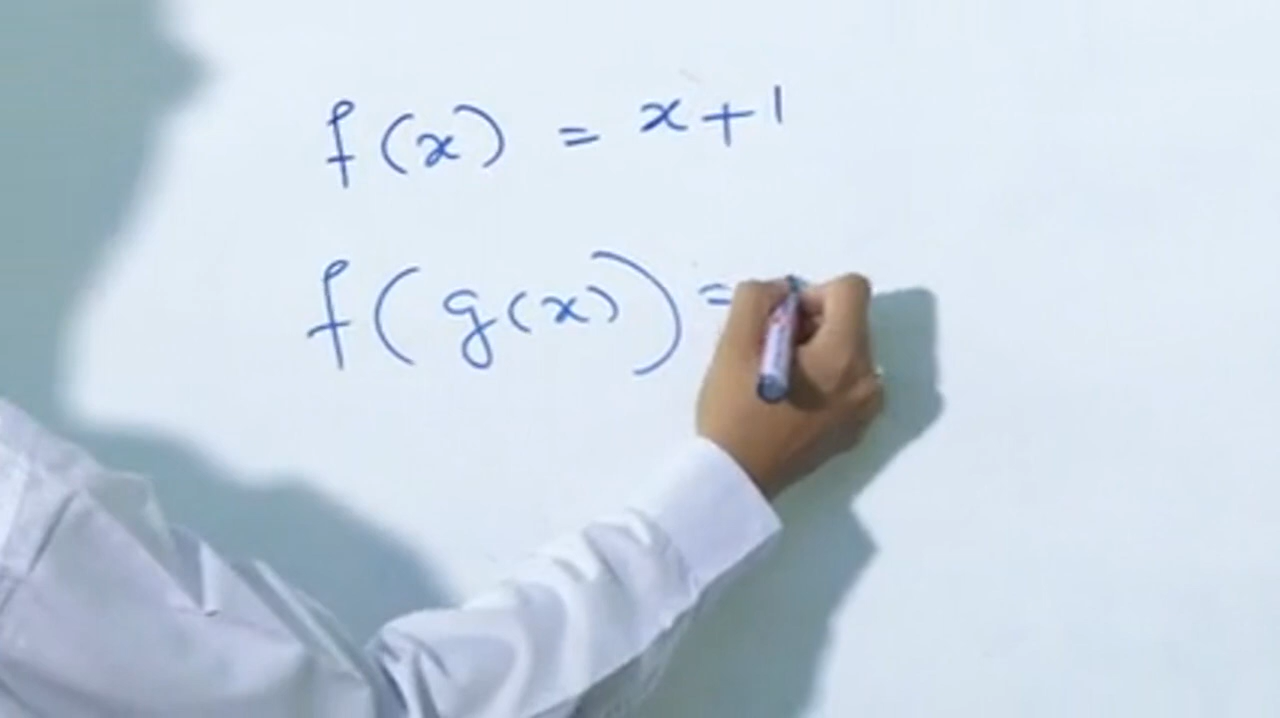 f(x) = x+1
f(g(x)) =